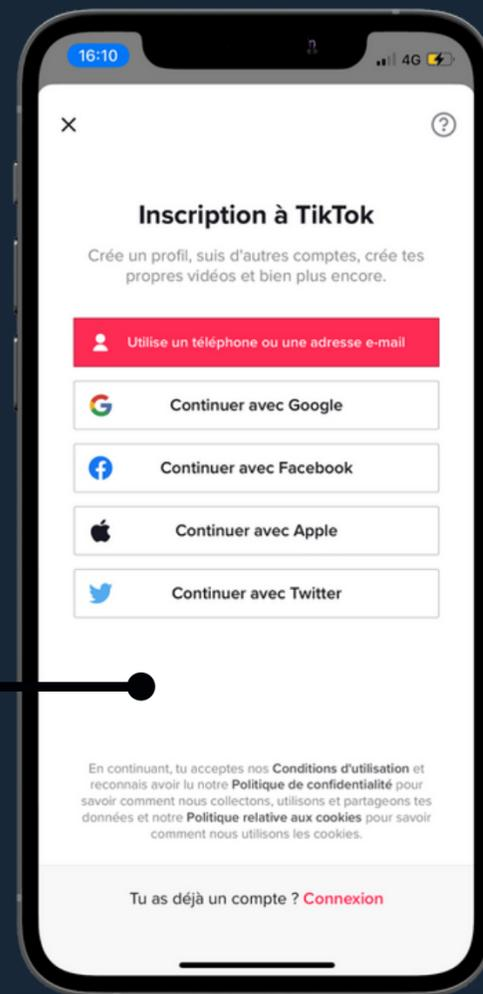 16:10
4G
Inscription à TikTok
Crée un profil, suis d'autres comptes, crée tes
propres vidéos et bien plus encore.
Utilise un téléphone ou une adresse e-mail
Continuer avec Google
Continuer avec Facebook
Continuer avec Apple
Continuer avec Twitter
En continuant, tu acceptes nos Conditions d'utilisation et
reconnais avoir lu notre Politique de confidentialité pour
savoir comment nous collectons, utilisons et partageons tes
données et notre Politique relative aux cookies pour savoir
comment nous utilisons les cookies.
Tu as déjà un compte ? Connexion